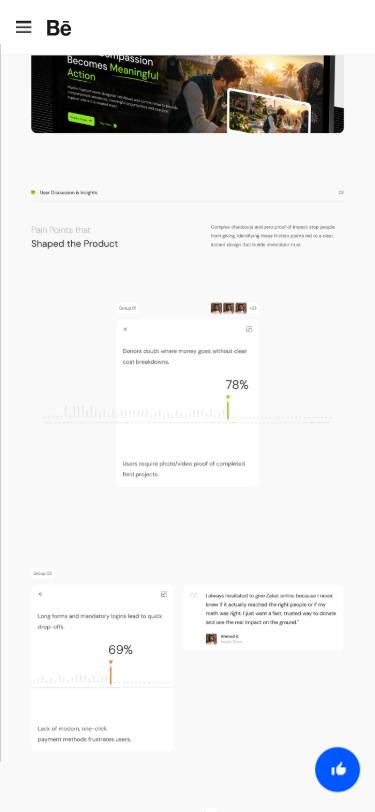 Bē
Compassion
Becomes Meaningful
Action
User Discussion & Insights
Pain Points that
Shaped the Product
Complex checkouts and zero proof of impact stop people
from giving. Identifying these friction points led to a clear,
instant design that builds immediate trust.
Group 01
+23
Donors doubt where money goes without clear
cost breakdowns.
78%
Users require photo/video proof of completed
field projects.
Group 02
Long forms and mandatory logins lead to quick
drop-offs.
69%
Lack of modern, one-click
payment methods frustrates users.
I always hesitated to give Zakat online because I never
knew if it actually reached the right people or if my
math was right. I just want a fast, trusted way to donate
and see the real impact on the ground."
Ahmed K